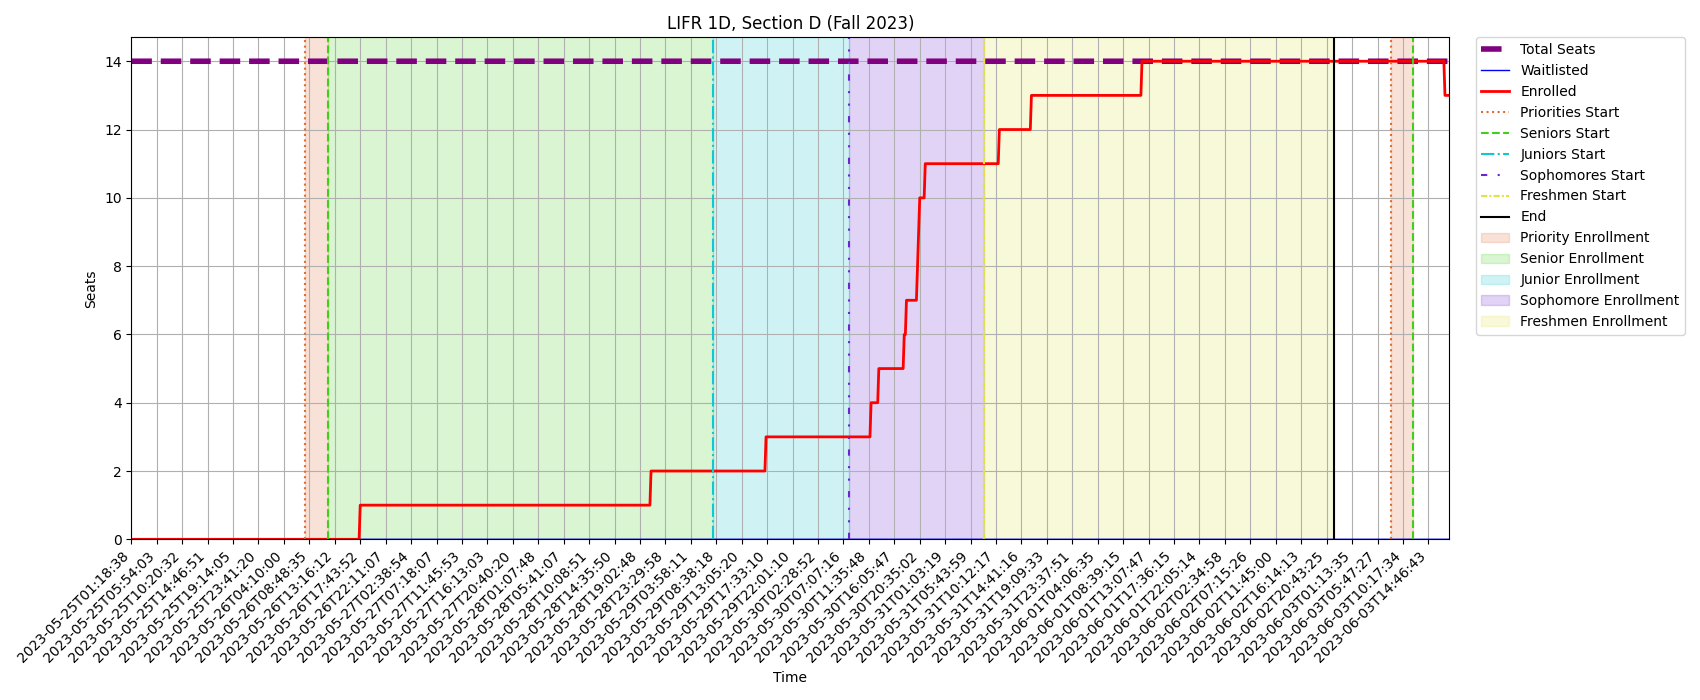 LIFR 1D, Section D (Fall 2023)
Seats
14
12
10
8
6
4
2
0
2023-05-25T01:18:38
2023-05-25T05:54:03
2023-05-25T10:20:32
2023-05-25T14:46:51
2023-05-25T19:14:05
2023-05-25T23:41:20
2023-05-26T04:10:00
2023-05-26T08:48:35
2023-05-26T13:16:12
2023-05-26T17:43:52
2023-05-26T22:11:07
2023-05-27T02:38:54
2023-05-27T07:18:07
2023-05-27T11:45:53
2023-05-27T16:13:03
2023-05-27T20:40:20
2023-05-28T01:07:48
2023-05-28T05:41:07
2023-05-28T10:08:51
2023-05-28T14:35:50
2023-05-28T19:02:48
2023-05-28T23:29:58
2023-05-29T03:58:11
2023-05-29T08:38:18
2023-05-29T13:05:20
2023-05-29T17:33:10
2023-05-29T22:01:10
2023-05-30T02:28:52
2023-05-30T07:07:16
2023-05-30T11:35:48
2023-05-30T16:05:47
2023-05-30T20:35:02
2023-05-31T01:03:19
2023-05-31T05:43:59
2023-05-31T10:12:17
2023-05-31T14:41:16
2023-05-31T19:09:33
2023-05-31T23:37:51
2023-06-01T04:06:35
2023-06-01T08:39:15
2023-06-01T13:07:47
2023-06-01T17:36:15
2023-06-01T22:05:14
2023-06-02T02:34:58
2023-06-02T07:15:26
2023-06-02T11:45:00
2023-06-02T16:14:13
2023-06-02T20:43:25
2023-06-03T01:13:35
2023-06-03T05:47:27
2023-06-03T10:17:34
2023-06-03T14:46:43
Time
Total Seats
Waitlisted
Enrolled
Priorities Start
Seniors Start
Juniors Start
Sophomores Start
Freshmen Start
End
Priority Enrollment
Senior Enrollment
Junior Enrollment
Sophomore Enrollment
Freshmen Enrollment